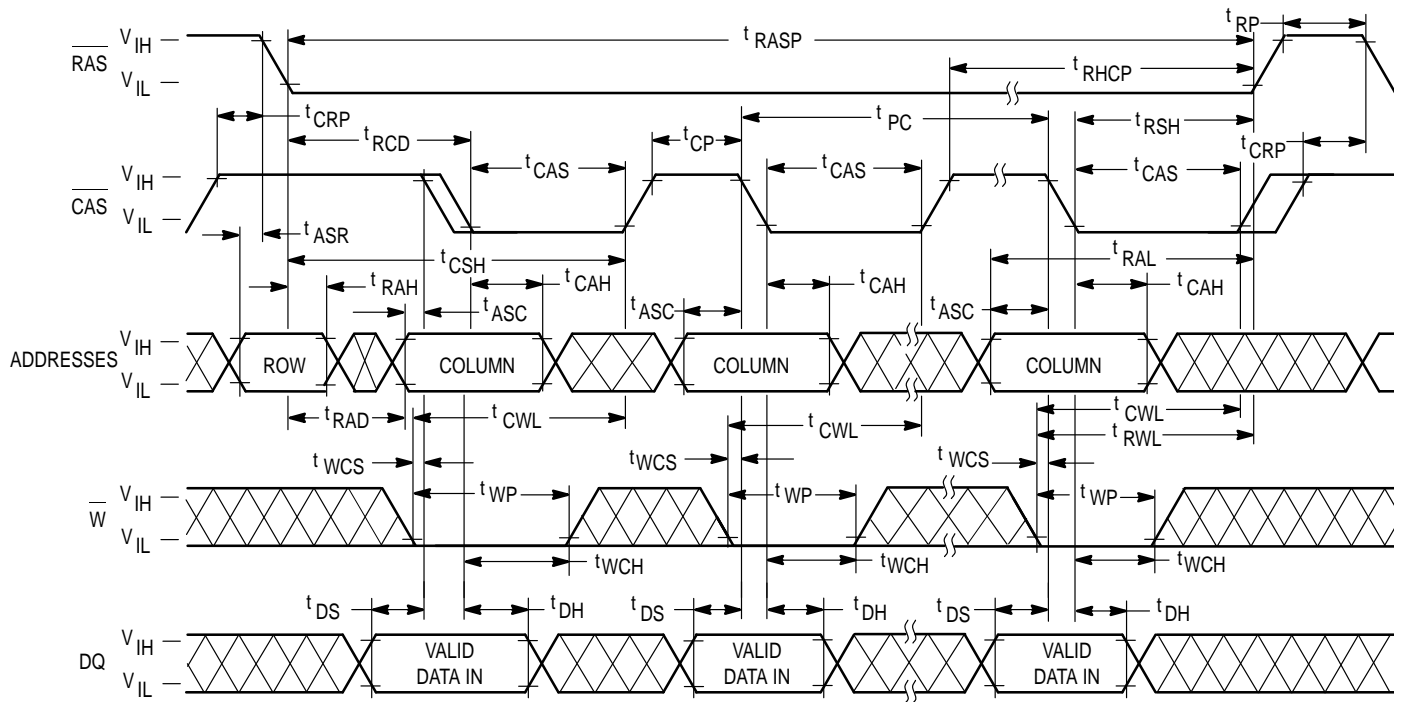 t RP
V IH
RAS
V IL
t RASP
t RHCP
t CRP
t RCD
t CP
t PC
t RSH
t CRP
V IH
CAS
V IL
t CAS
t CAS
t CAS
t ASR
t CSH
t RAL
t RAH
t CAH
t CAH
t CAH
t ASC
t ASC
t ASC
ADDRESSES
V IH
V IL
ROW
COLUMN
COLUMN
COLUMN
t RAD
t CWL
t CWL
t CWL
t RWL
t WCS
t WCS
t WCS
V IH
W
V IL
t WP
t WP
t WP
t WCH
t WCH
t WCH
t DS
t DH
t DS
t DH
t DS
t DH
V IH
DQ
V IL
VALID
DATA IN
VALID
DATA IN
VALID
DATA IN